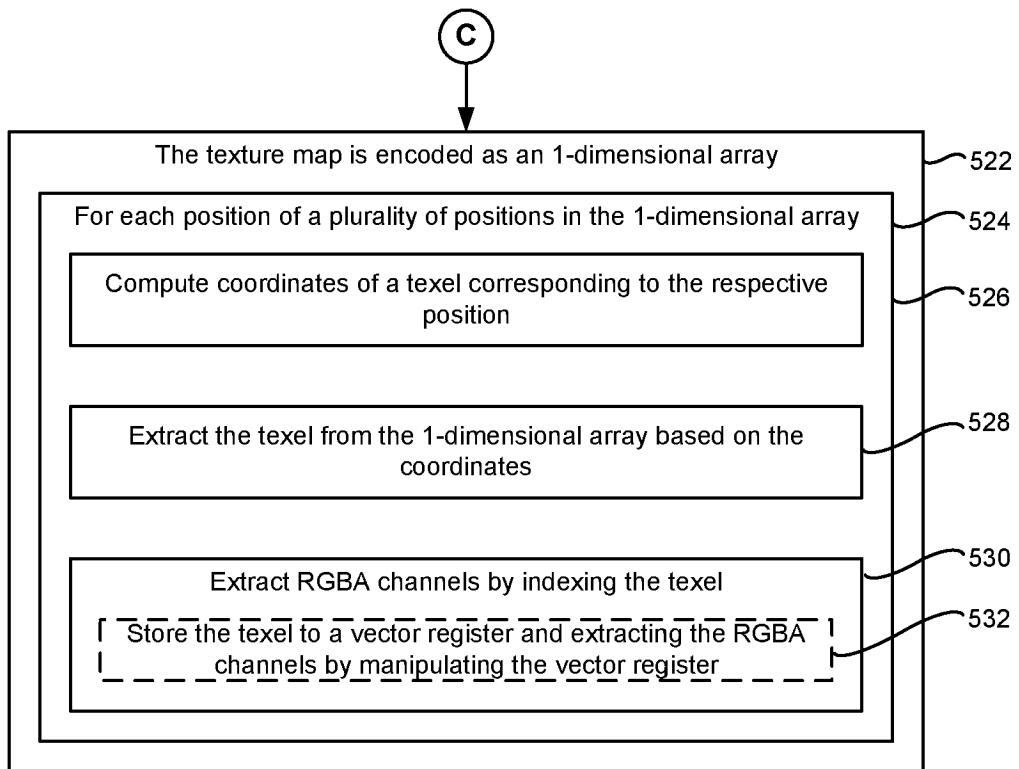 C
The texture map is encoded as an 1-dimensional array
522
For each position of a plurality of positions in the 1-dimensional array
524
Compute coordinates of a texel corresponding to the respective
position
526
Extract the texel from the 1-dimensional array based on the
coordinates
528
Extract RGBA channels by indexing the texel
530
Store the texel to a vector register and extracting the RGBA
channels by manipulating the vector register
532